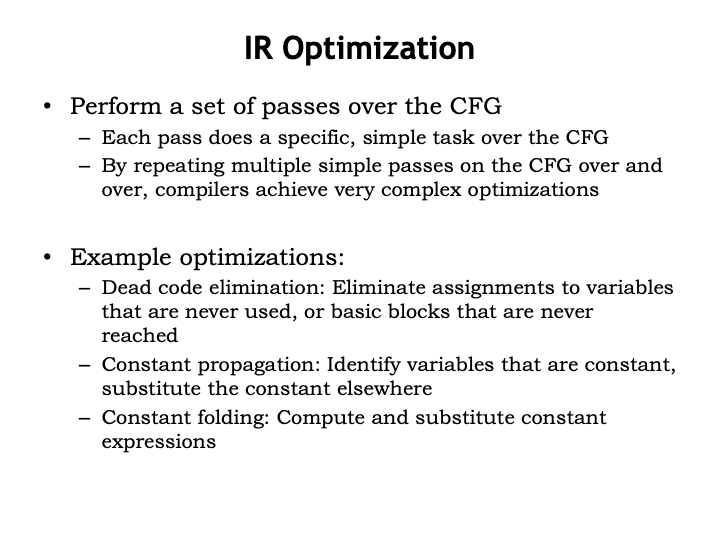 IR Optimization
• Perform a set of passes over the CFG
– Each pass does a specific, simple task over the CFG
– By repeating multiple simple passes on the CFG over and
over, compilers achieve very complex optimizations
• Example optimizations:
– Dead code elimination: Eliminate assignments to variables
that are never used, or basic blocks that are never
reached
– Constant propagation: Identify variables that are constant,
substitute the constant elsewhere
– Constant folding: Compute and substitute constant
expressions